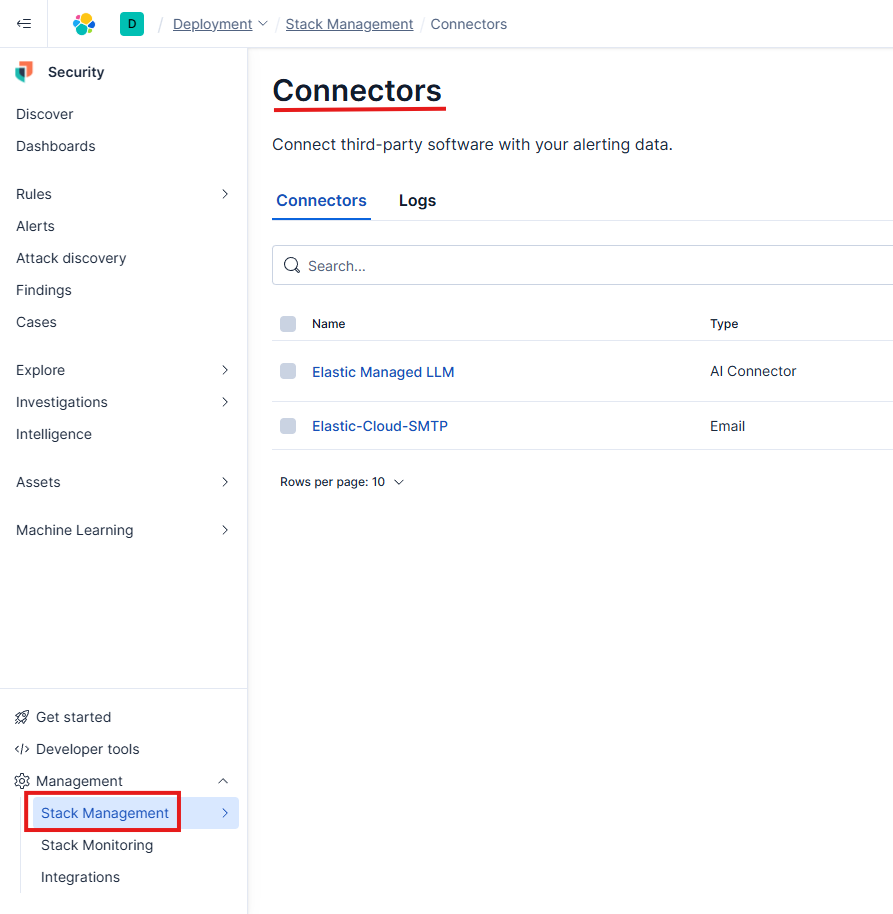 D / Deployment / Stack Management / Connectors
Security
Discover
Dashboards
Rules
Alerts
Attack discovery
Findings
Cases
Explore
Investigations
Intelligence
Assets
Machine Learning
Get started
Developer tools
Management
Stack Management
Stack Monitoring
Integrations
Connectors
Connect third-party software with your alerting data.
Connectors Logs
Search...
Name Type
Elastic Managed LLM AI Connector
Elastic-Cloud-SMTP Email
Rows per page: 10